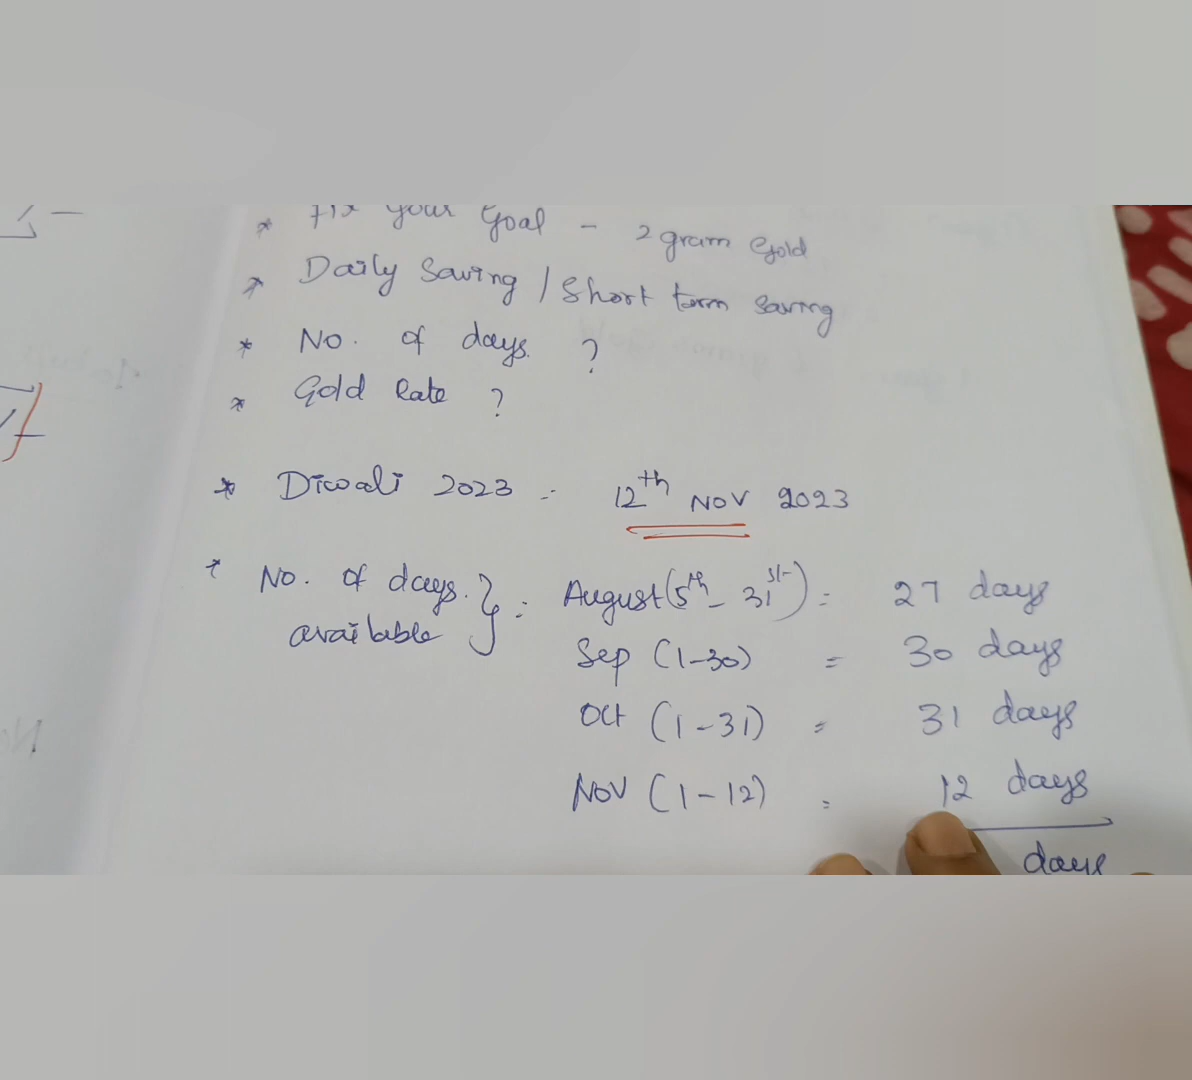 * Fix your Goal - 2 gram Gold
* Daily Saving / Short term saving
* No. of days. ?
* Gold Rate ?
* Diwali 2023 - 12th NOV 2023
* No. of days. available } : August (5th - 31st) = 27 days
Sep (1-30) = 30 days
Oct (1-31) = 31 days
NOV (1-12) = 12 days
days